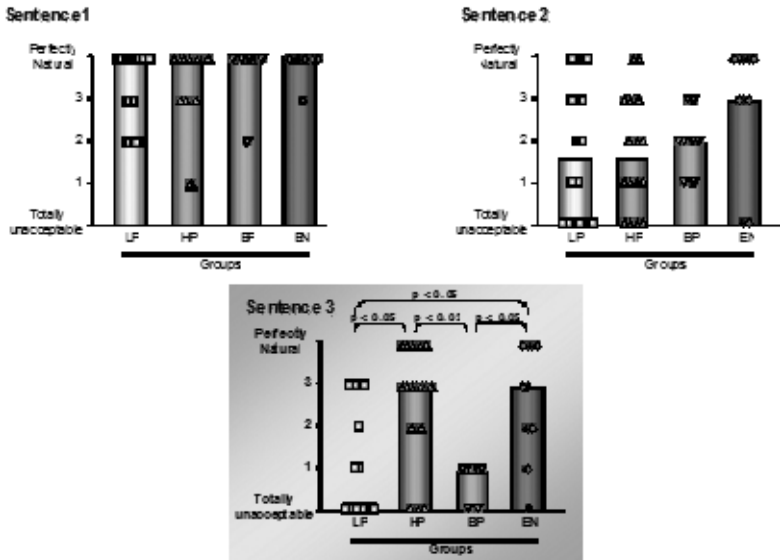 Sentence 1
Perfectly
Natural
3
2
1
Totally
unacceptable
LP HP BP EN
Groups
Sentence 2
Perfectly
Natural
3
2
1
Totally
unacceptable
LP HP BP EN
Groups
Sentence 3
p < 0.05
p < 0.05 p < 0.05
Perfectly
Natural
3
2
1
Totally
unacceptable
LP HP BP EN
Groups